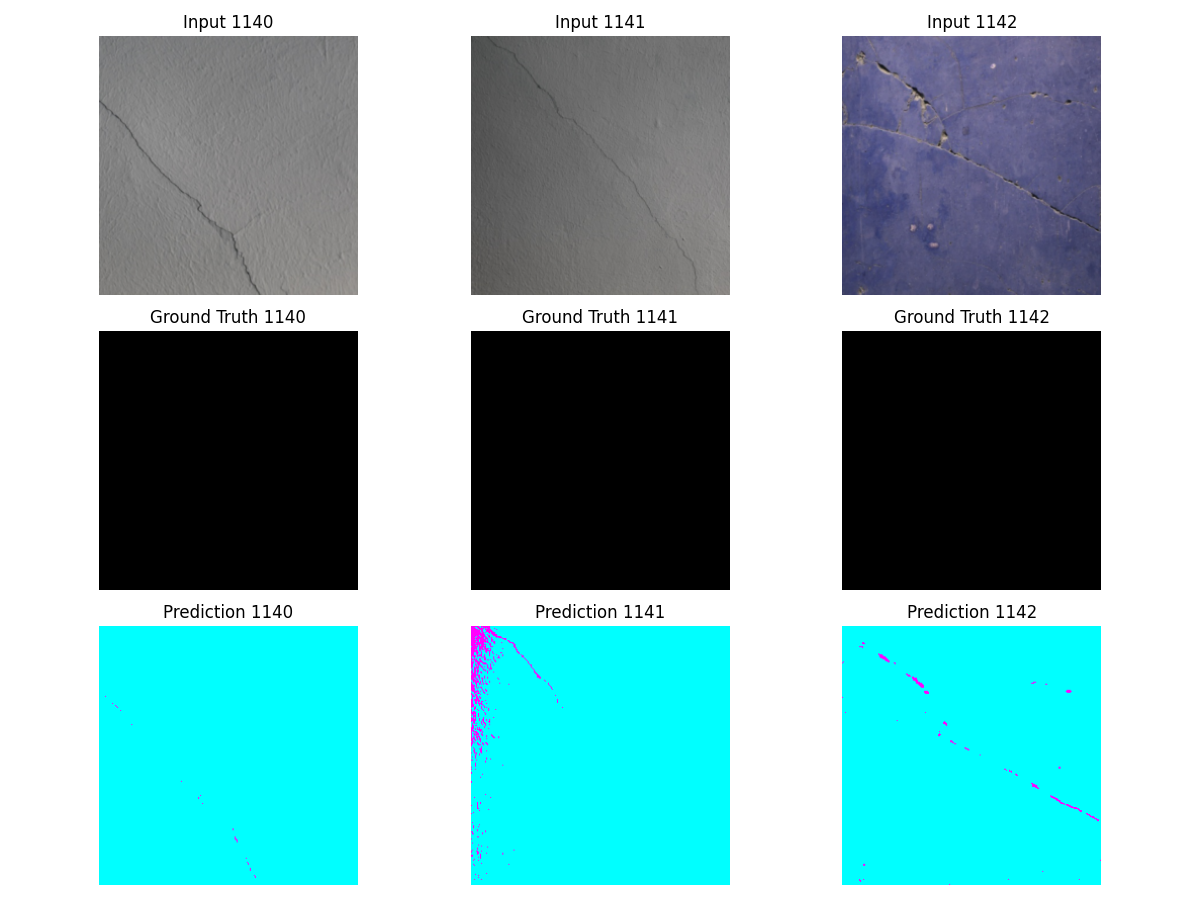 Input 1140
Input 1141
Input 1142
Ground Truth 1140
Ground Truth 1141
Ground Truth 1142
Prediction 1140
Prediction 1141
Prediction 1142